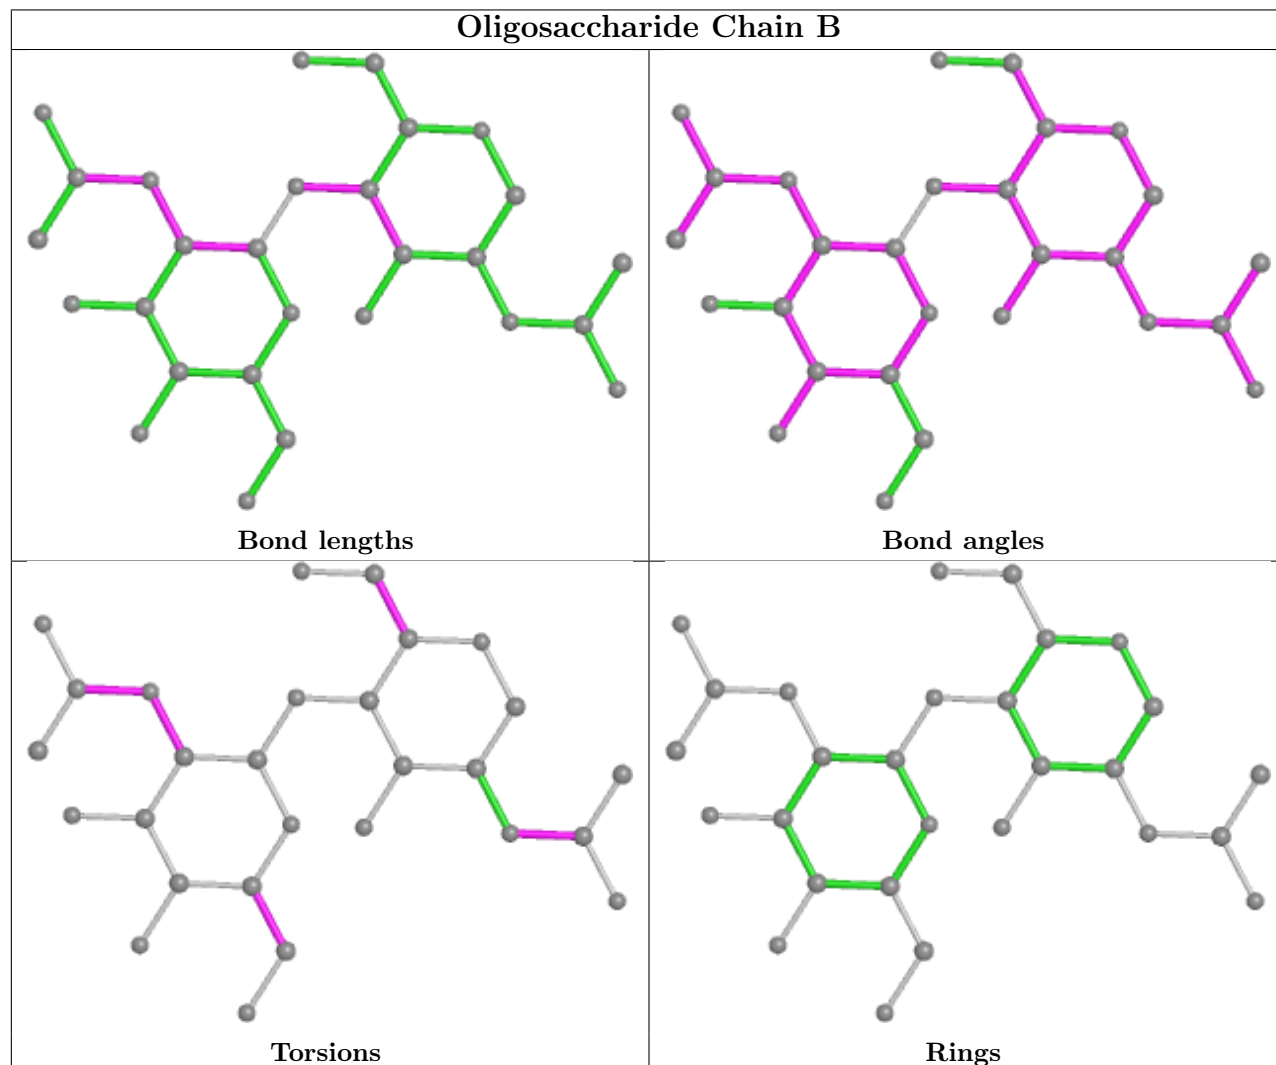 Oligosaccharide Chain B
Bond lengths
Bond angles
Torsions
Rings